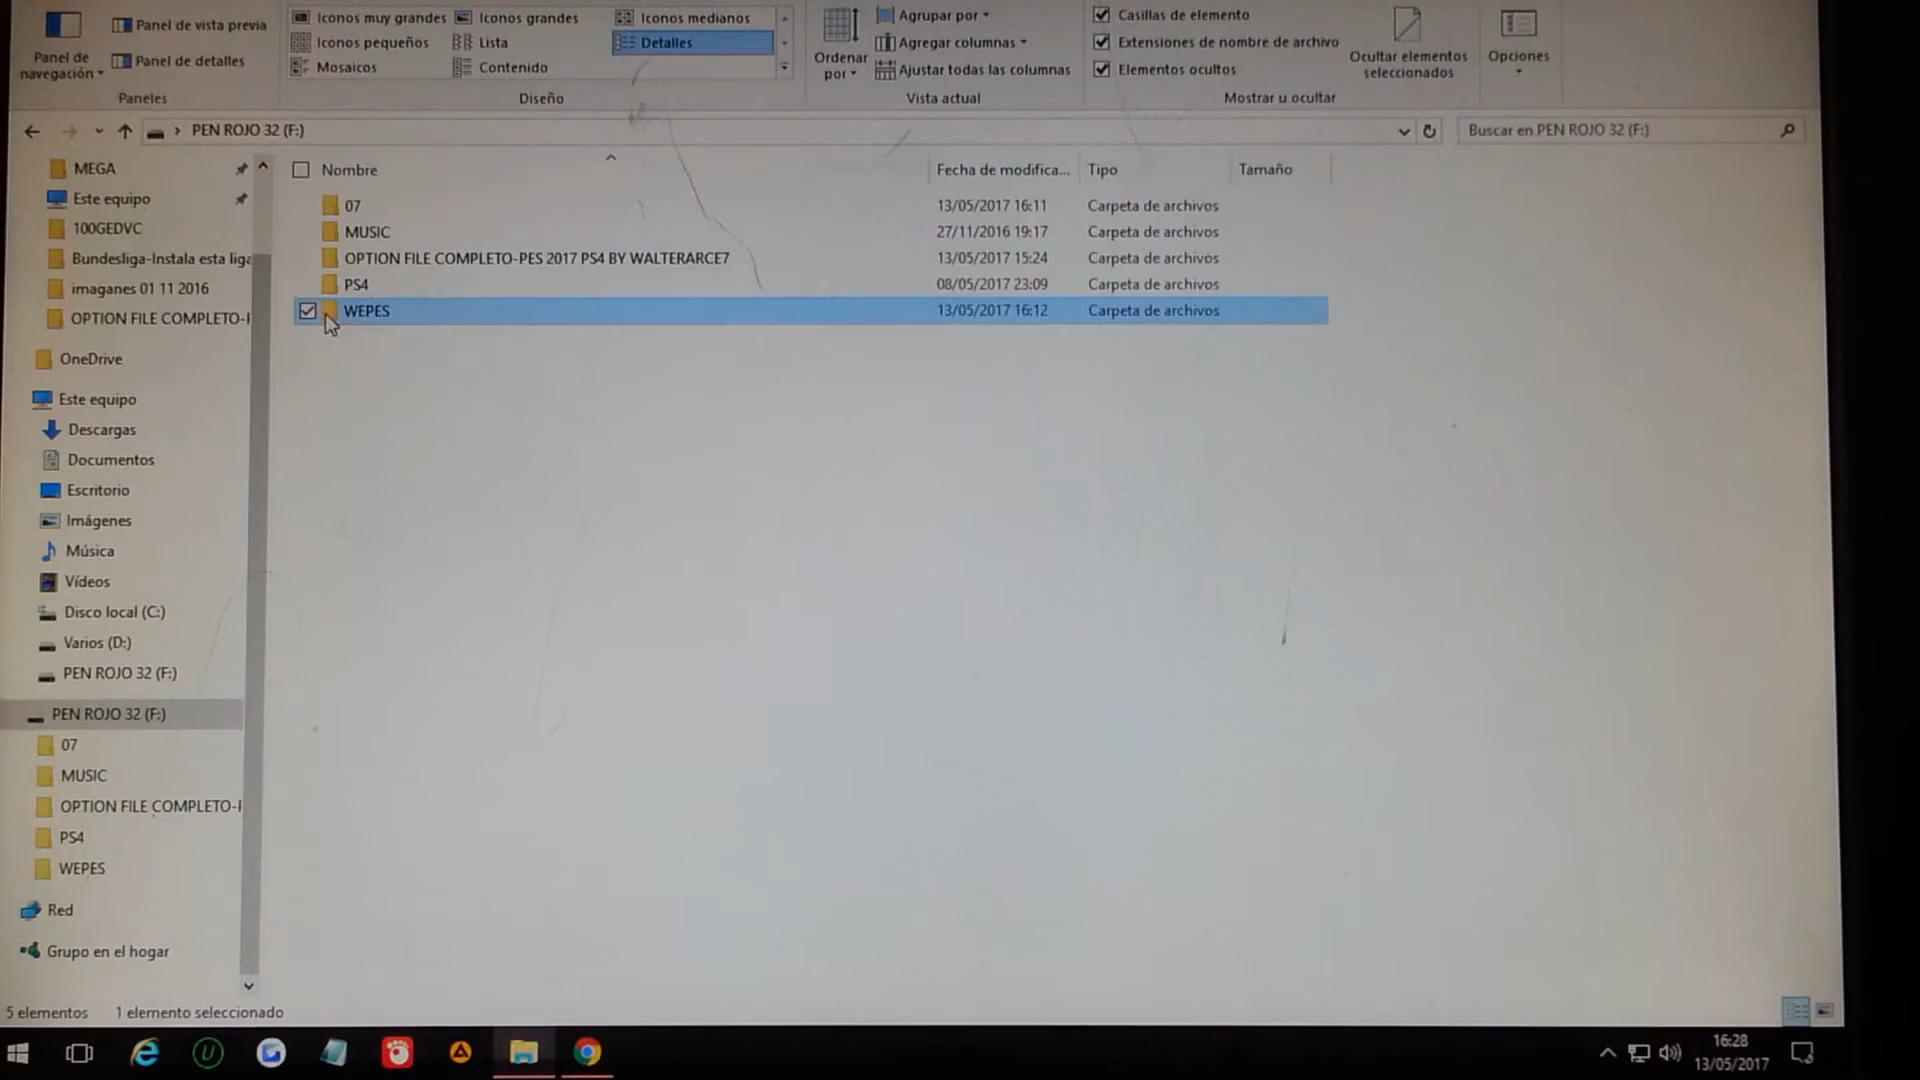 Panel de navegación
Panel de vista previa
Panel de detalles
Paneles
Iconos muy grandes
Iconos grandes
Iconos medianos
Iconos pequeños
Lista
Detalles
Mosaicos
Contenido
Diseño
Ordenar por
Agrupar por
Agregar columnas
Ajustar todas las columnas
Vista actual
Casillas de elemento
Extensiones de nombre de archivo
Elementos ocultos
Ocultar elementos seleccionados
Mostrar u ocultar
Opciones
PEN ROJO 32 (F:)
Buscar en PEN ROJO 32 (F:)
MEGA
Este equipo
100GEDVC
Bundesliga-Instala esta liga
imaganes 01 11 2016
OPTION FILE COMPLETO-
OneDrive
Este equipo
Descargas
Documentos
Escritorio
Imágenes
Música
Vídeos
Disco local (C:)
Varios (D:)
PEN ROJO 32 (F:)
PEN ROJO 32 (F:)
07
MUSIC
OPTION FILE COMPLETO-
PS4
WEPES
Red
Grupo en el hogar
Nombre Fecha de modifica... Tipo Tamaño
07 13/05/2017 16:11 Carpeta de archivos
MUSIC 27/11/2016 19:17 Carpeta de archivos
OPTION FILE COMPLETO-PES 2017 PS4 BY WALTERARCE7 13/05/2017 15:24 Carpeta de archivos
PS4 08/05/2017 23:09 Carpeta de archivos
WEPES 13/05/2017 16:12 Carpeta de archivos
5 elementos 1 elemento seleccionado
16:28
13/05/2017